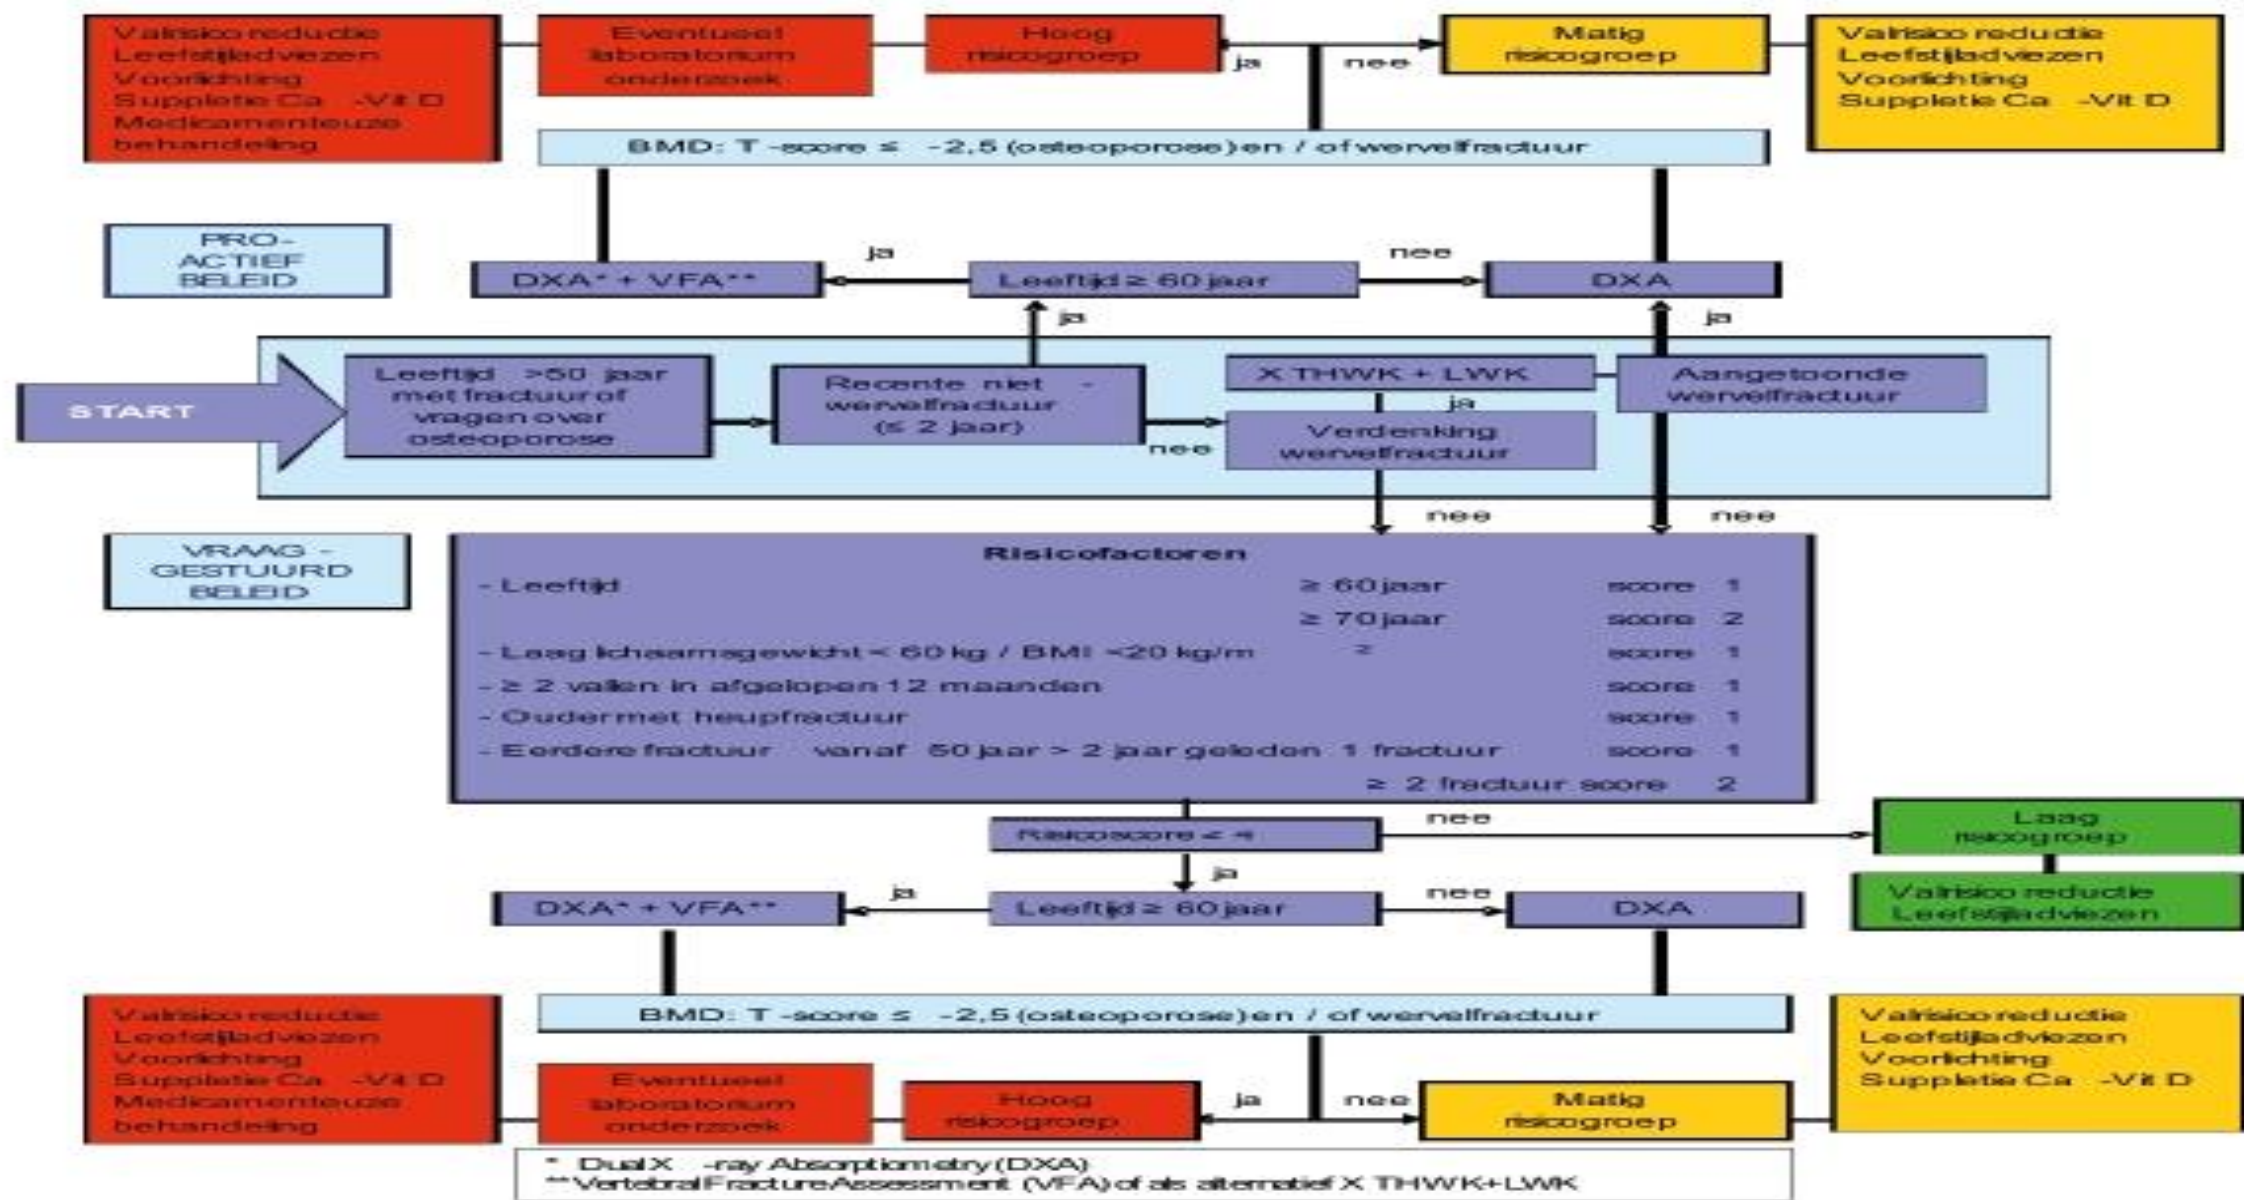 Valrisico reductie
Leefstijladviezen
Voorlichting
Suppletie Ca -Vit D
Medicamenteuze
behandeling
Eventueel
laboratorium
onderzoek
Hoog
risicogroep
ja
nee
Matig
risicogroep
Valrisico reductie
Leefstijladviezen
Voorlichting
Suppletie Ca -Vit D
BMD: T -score ≤ -2,5 (osteoporose) en / of wervelfractuur
PRO-
ACTIEF
BELEID
DXA* + VFA**
ja
Leeftijd ≥ 60 jaar
nee
DXA
ja
ja
START
Leeftijd >50 jaar
met fractuur of
vragen over
osteoporose
Recente niet -
wervelfractuur
(≤ 2 jaar)
nee
X THWK + LWK
ja
Verdenking
wervelfractuur
Aangetoonde
wervelfractuur
nee
nee
VRAAG -
GESTUURD
BELEID
Risicofactoren
- Leeftijd ≥ 60 jaar score 1
≥ 70 jaar score 2
- Laag lichaamsgewicht < 60 kg / BMI <20 kg/m 2 score 1
- ≥ 2 vallen in afgelopen 12 maanden score 1
- Ouder met heupfractuur score 1
- Eerdere fractuur vanaf 50 jaar > 2 jaar geleden 1 fractuur score 1
≥ 2 fractuur score 2
Risicoscore
nee
Laag
risicogroep
ja
Valrisico reductie
Leefstijladviezen
DXA* + VFA**
ja
Leeftijd ≥ 60 jaar
nee
DXA
BMD: T -score ≤ -2,5 (osteoporose) en / of wervelfractuur
Valrisico reductie
Leefstijladviezen
Voorlichting
Suppletie Ca -Vit D
Medicamenteuze
behandeling
Eventueel
laboratorium
onderzoek
Hoog
risicogroep
ja
nee
Matig
risicogroep
Valrisico reductie
Leefstijladviezen
Voorlichting
Suppletie Ca -Vit D
* Dual X -ray Absorptiometry (DXA)
** Vertebral Fracture Assessment (VFA) of als alternatief X THWK+LWK